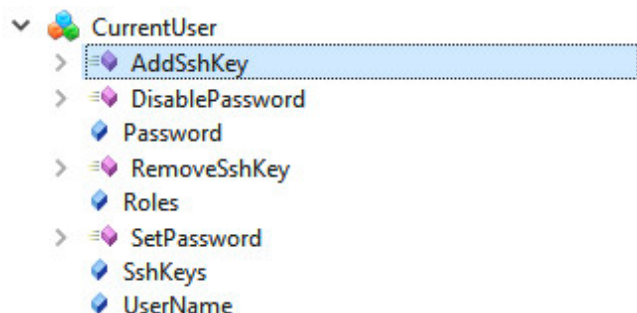 CurrentUser
AddSshKey
DisablePassword
Password
RemoveSshKey
Roles
SetPassword
SshKeys
UserName